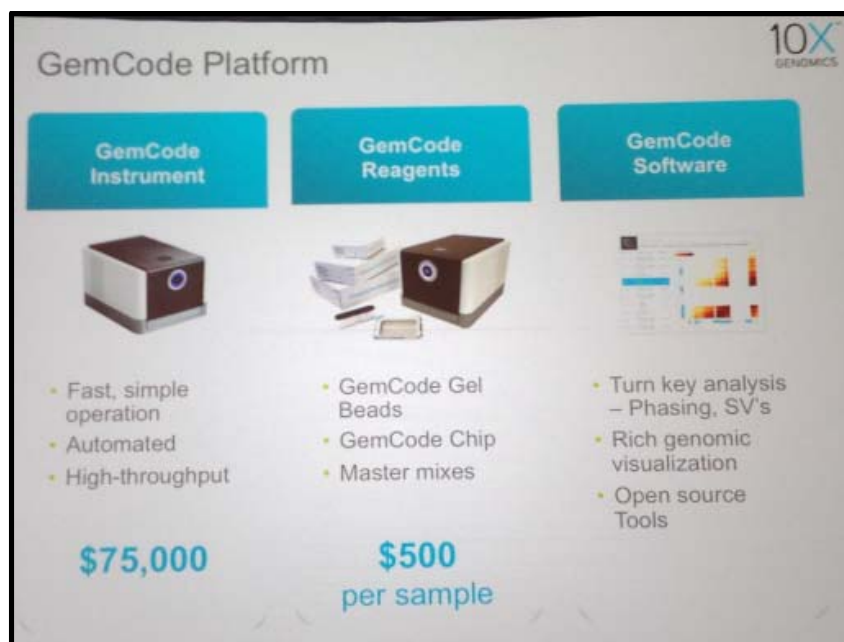 GemCode Platform
10X
GENOMICS
GemCode
Instrument
GemCode
Reagents
GemCode
Software
• Fast, simple
operation
• Automated
• High-throughput
$75,000
• GemCode Gel
Beads
• GemCode Chip
• Master mixes
$500
per sample
• Turn key analysis
– Phasing, SV's
• Rich genomic
visualization
• Open source
Tools